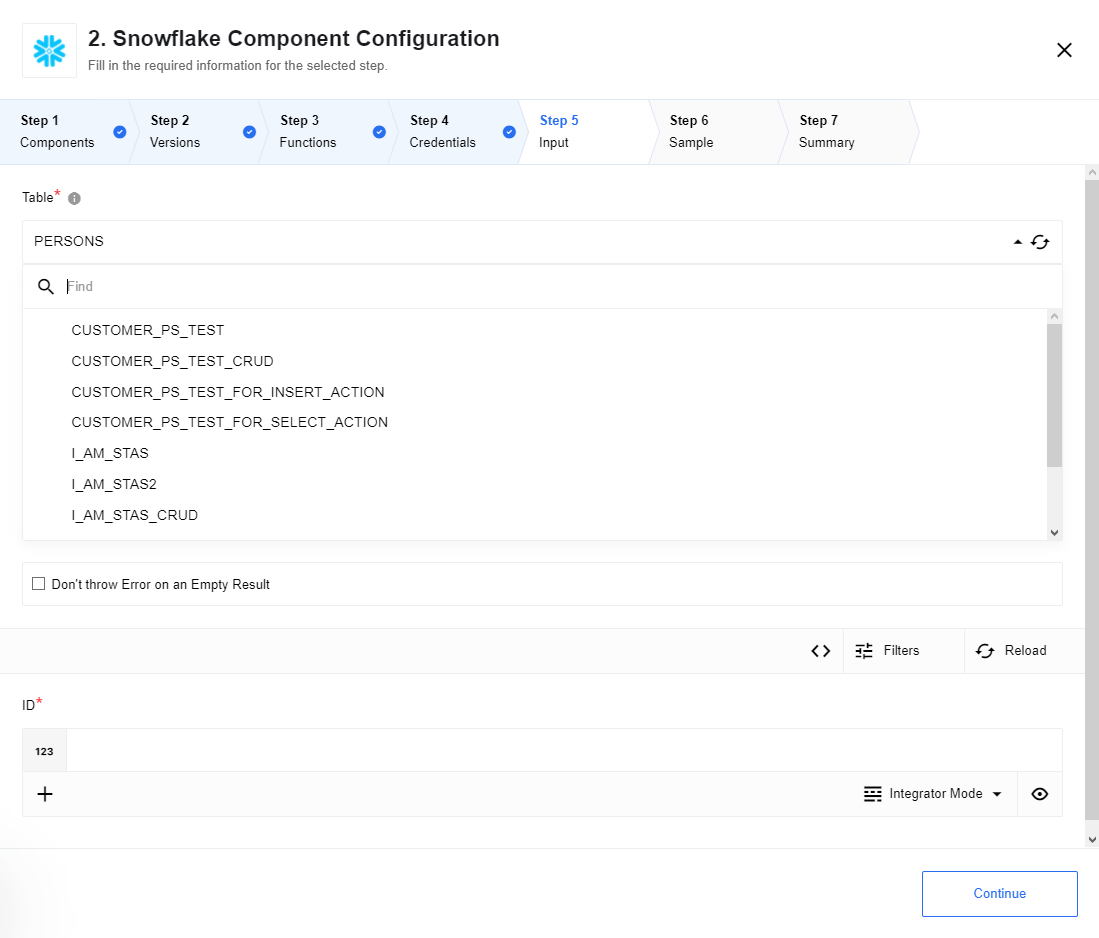 2. Snowflake Component Configuration
Fill in the required information for the selected step.
Step 1
Components
Step 2
Versions
Step 3
Functions
Step 4
Credentials
Step 5
Input
Step 6
Sample
Step 7
Summary
Table*
PERSONS
Find
CUSTOMER_PS_TEST
CUSTOMER_PS_TEST_CRUD
CUSTOMER_PS_TEST_FOR_INSERT_ACTION
CUSTOMER_PS_TEST_FOR_SELECT_ACTION
I_AM_STAS
I_AM_STAS2
I_AM_STAS_CRUD
Don't throw Error on an Empty Result
Filters
Reload
ID*
123
Integrator Mode
Continue